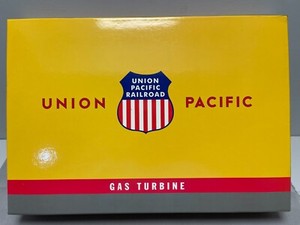 UNION
PACIFIC
RAILROAD
UNION PACIFIC
GAS TURBINE